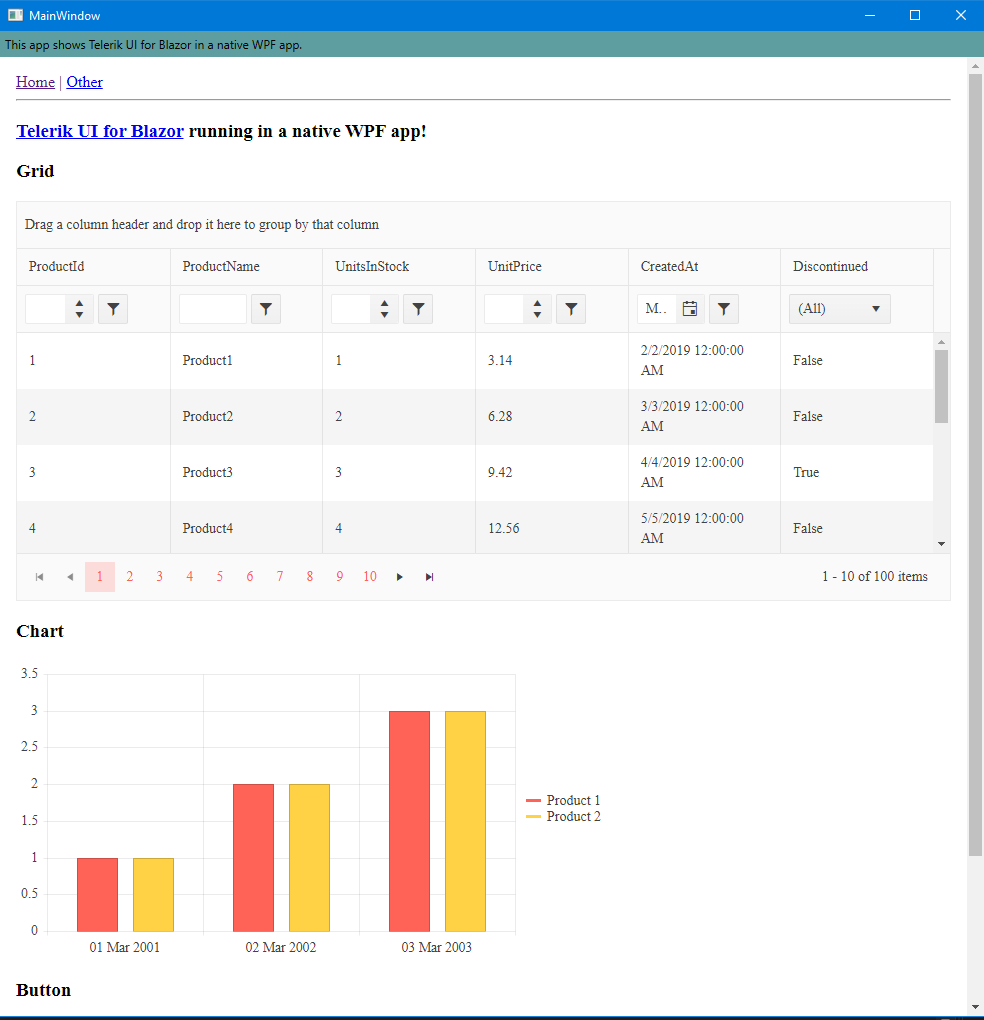 MainWindow
This app shows Telerik UI for Blazor in a native WPF app.
Home | Other
Telerik UI for Blazor running in a native WPF app!
Grid
Drag a column header and drop it here to group by that column
ProductId ProductName UnitsInStock UnitPrice CreatedAt Discontinued
M.. (All)
1 Product1 1 3.14 2/2/2019 12:00:00 AM False
2 Product2 2 6.28 3/3/2019 12:00:00 AM False
3 Product3 3 9.42 4/4/2019 12:00:00 AM True
4 Product4 4 12.56 5/5/2019 12:00:00 AM False
1 2 3 4 5 6 7 8 9 10 1 - 10 of 100 items
Chart
3.5
3
2.5
2
1.5
1
0.5
0
01 Mar 2001 02 Mar 2002 03 Mar 2003
Product 1
Product 2
Button